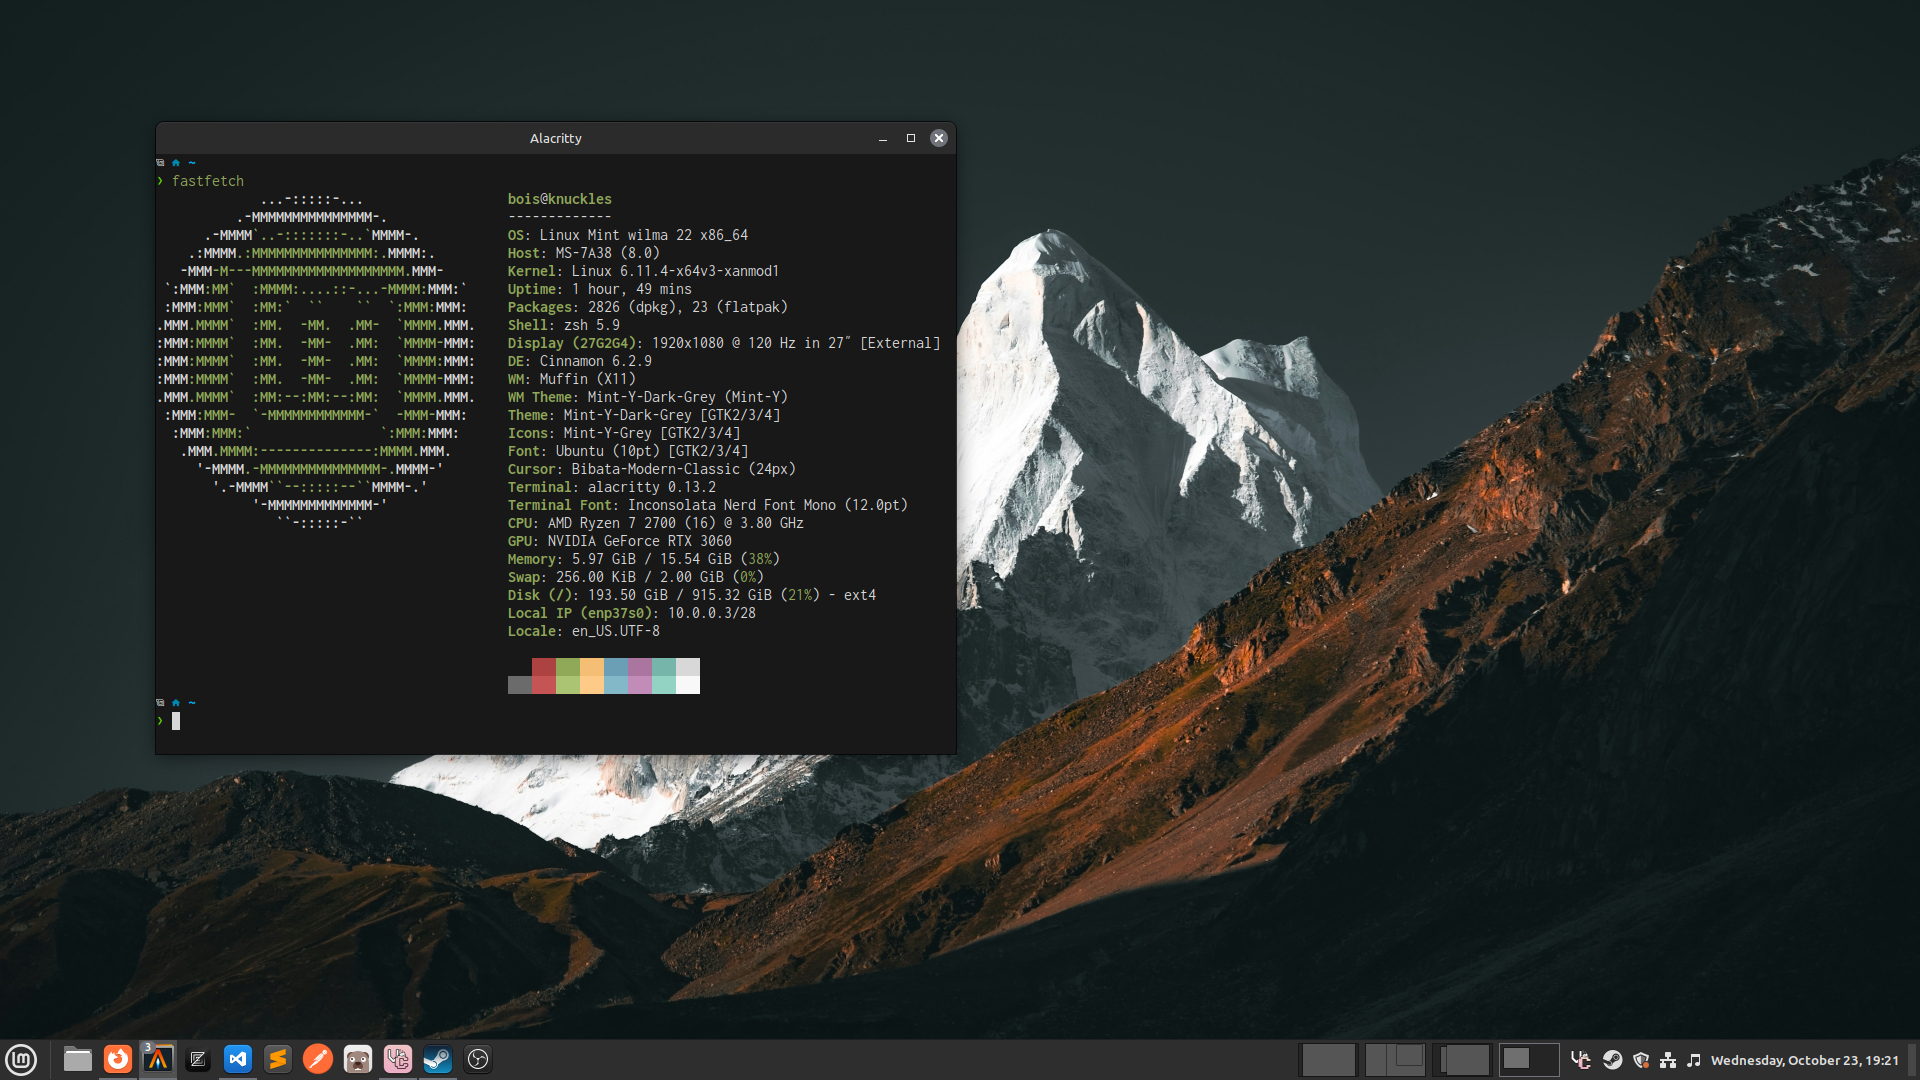 Alacritty
~
❯ fastfetch
...-:::::-...
.-MMMMMMMMMMMMMMM-.
.-MMMM`..-:::::::-..`MMMM-.
.:MMMM.:MMMMMMMMMMMMMMM:.MMMM:.
-MMM-M---MMMMMMMMMMMMMMMMMMM.MMM-
`:MMM:MM`  :MMMM:....::-...-MMMM:MMM:`
:MMM:MMM`  :MM:`  ``    ``  `:MMM:MMM:
.MMM.MMMM`  :MM.  -MM.  .MM-  `MMMM.MMM.
:MMM:MMMM`  :MM.  -MM-  .MM:  `MMMM-MMM:
:MMM:MMMM`  :MM.  -MM-  .MM:  `MMMM:MMM:
:MMM:MMMM`  :MM.  -MM-  .MM:  `MMMM-MMM:
.MMM.MMMM`  :MM:--:MM:--:MM:  `MMMM.MMM.
:MMM:MMM-  `-MMMMMMMMMMMM-`  -MMM-MMM:
:MMM:MMM:`                `:MMM:MMM:
.MMM.MMMM:--------------:MMMM.MMM.
'-MMMM.-MMMMMMMMMMMMMMM-.MMMM-'
'.-MMMM``--:::::--``MMMM-.'
'-MMMMMMMMMMMMM-'
``-:::::-``
bois@knuckles
-------------
OS: Linux Mint wilma 22 x86_64
Host: MS-7A38 (8.0)
Kernel: Linux 6.11.4-x64v3-xanmod1
Uptime: 1 hour, 49 mins
Packages: 2826 (dpkg), 23 (flatpak)
Shell: zsh 5.9
Display (27G2G4): 1920x1080 @ 120 Hz in 27″ [External]
DE: Cinnamon 6.2.9
WM: Muffin (X11)
WM Theme: Mint-Y-Dark-Grey (Mint-Y)
Theme: Mint-Y-Dark-Grey [GTK2/3/4]
Icons: Mint-Y-Grey [GTK2/3/4]
Font: Ubuntu (10pt) [GTK2/3/4]
Cursor: Bibata-Modern-Classic (24px)
Terminal: alacritty 0.13.2
Terminal Font: Inconsolata Nerd Font Mono (12.0pt)
CPU: AMD Ryzen 7 2700 (16) @ 3.80 GHz
GPU: NVIDIA GeForce RTX 3060
Memory: 5.97 GiB / 15.54 GiB (38%)
Swap: 256.00 KiB / 2.00 GiB (0%)
Disk (/): 193.50 GiB / 915.32 GiB (21%) - ext4
Local IP (enp37s0): 10.0.0.3/28
Locale: en_US.UTF-8
~
❯
3
Wednesday, October 23, 19:21